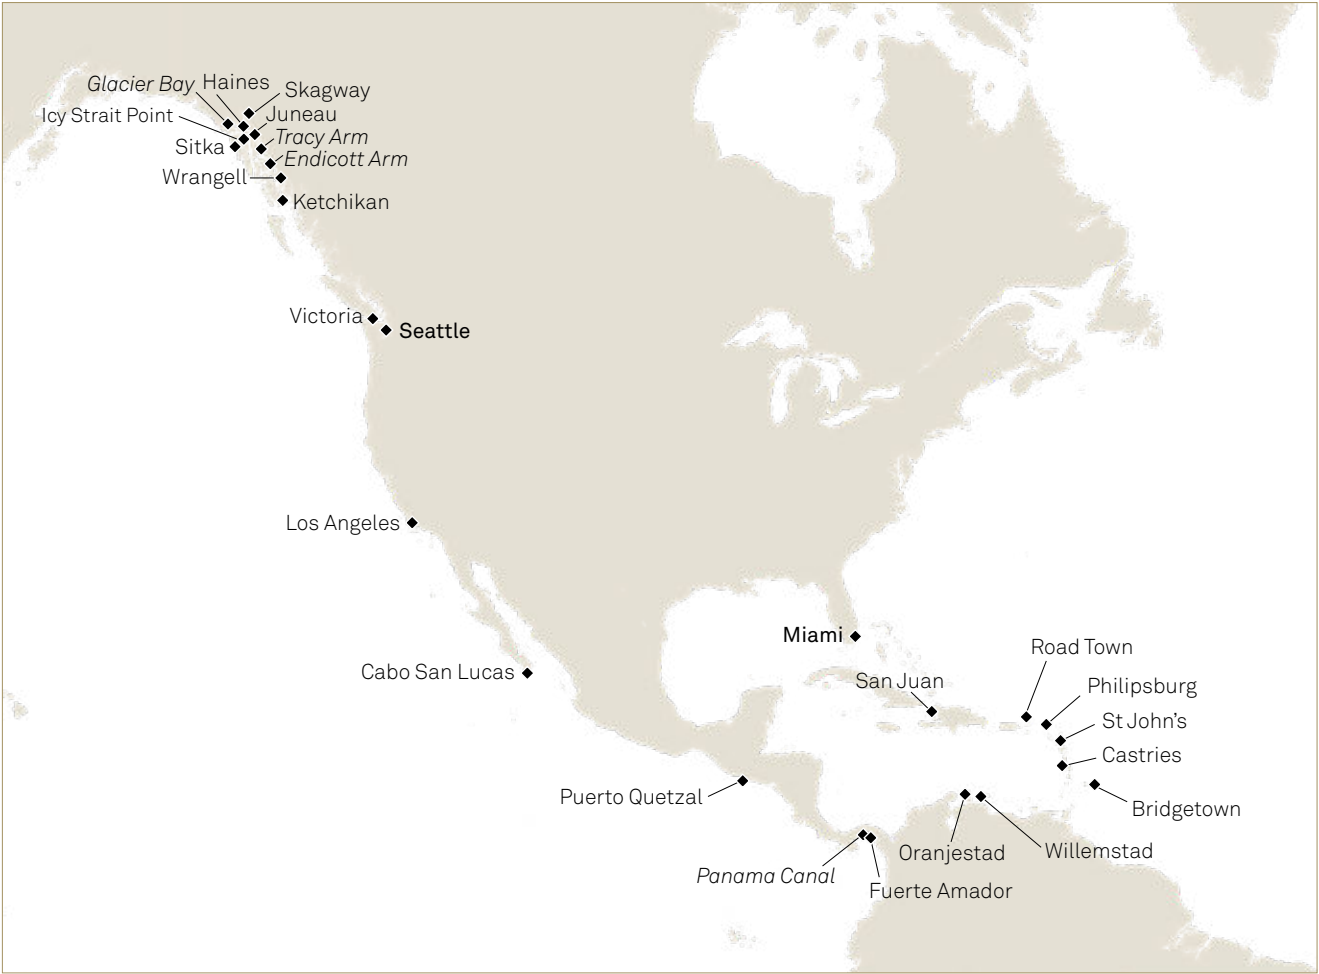 Glacier Bay
Haines
Skagway
Icy Strait Point
Juneau
Tracy Arm
Sitka
Endicott Arm
Wrangell
Ketchikan
Victoria
Seattle
Los Angeles
Miami
Road Town
Cabo San Lucas
San Juan
Philipsburg
St John's
Castries
Puerto Quetzal
Bridgetown
Oranjestad
Willemstad
Panama Canal
Fuerte Amador